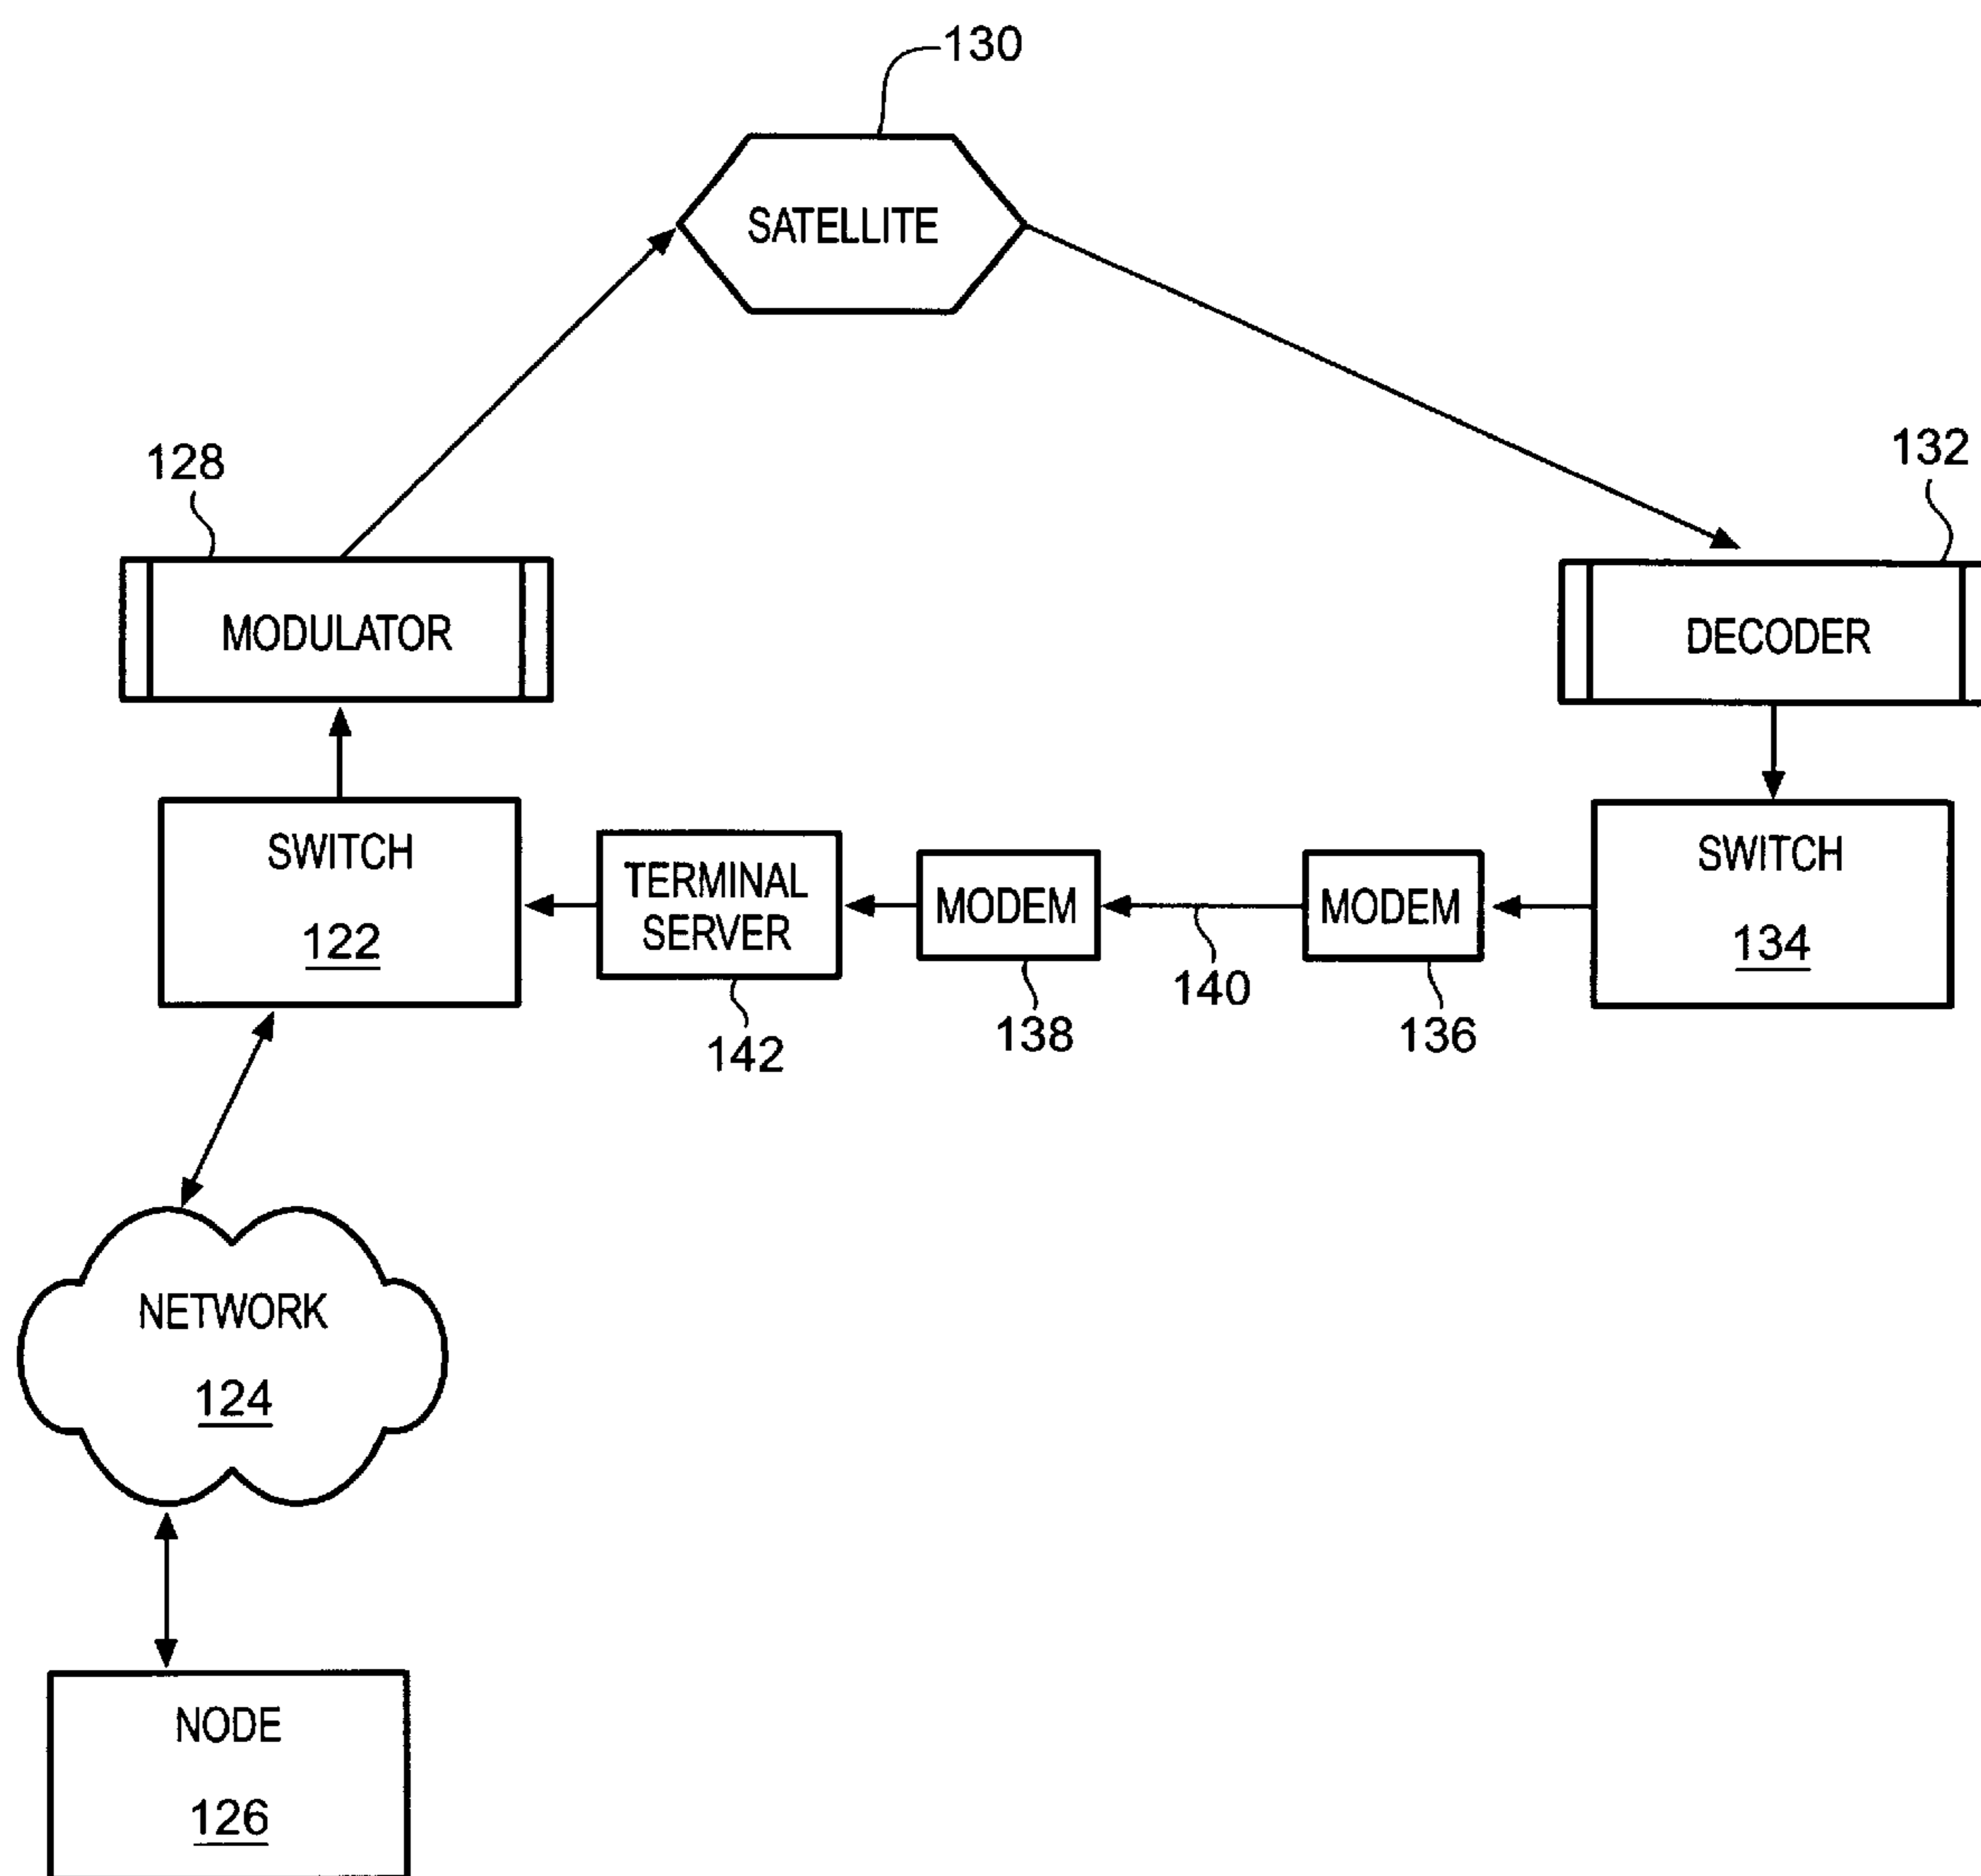 130
SATELLITE
128
132
MODULATOR
DECODER
SWITCH
122
TERMINAL
SERVER
MODEM
MODEM
SWITCH
134
140
142
138
136
NETWORK
124
NODE
126